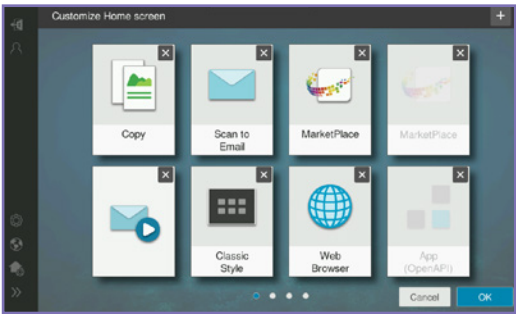 Customize Home screen
Copy
Scan to
Email
MarketPlace
MarketPlace
Classic
Style
Web
Browser
App
(OpenAPI)
Cancel
OK